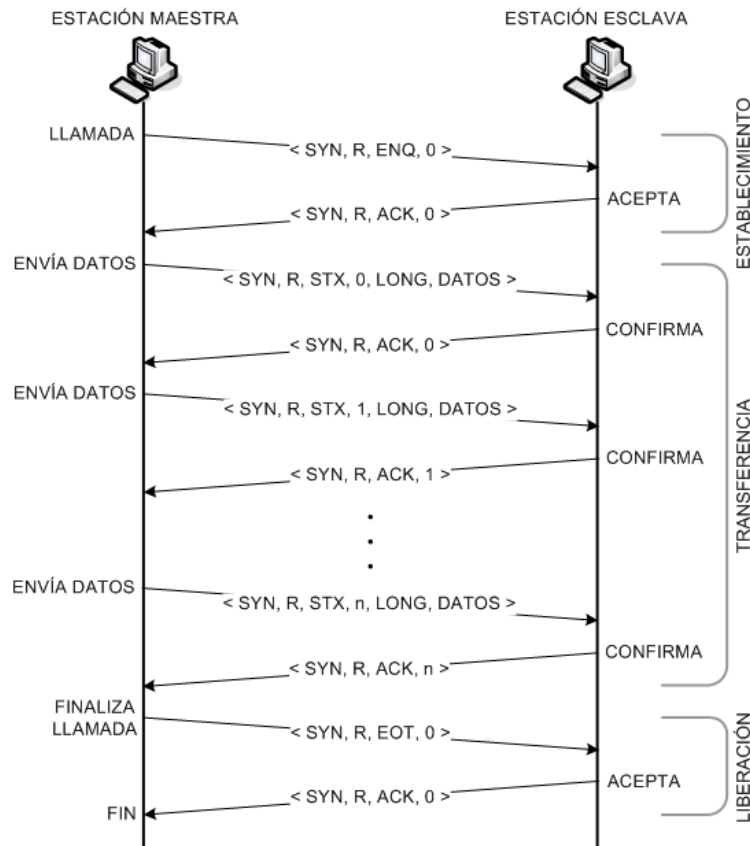 ESTACIÓN MAESTRA
ESTACIÓN ESCLAVA
LLAMADA
< SYN, R, ENQ, 0 >
ACEPTA
< SYN, R, ACK, 0 >
ESTABLECIMIENTO
ENVÍA DATOS
< SYN, R, STX, 0, LONG, DATOS >
CONFIRMA
< SYN, R, ACK, 0 >
ENVÍA DATOS
< SYN, R, STX, 1, LONG, DATOS >
CONFIRMA
< SYN, R, ACK, 1 >
TRANSFERENCIA
ENVÍA DATOS
< SYN, R, STX, n, LONG, DATOS >
CONFIRMA
< SYN, R, ACK, n >
FINALIZA
LLAMADA
< SYN, R, EOT, 0 >
ACEPTA
< SYN, R, ACK, 0 >
FIN
LIBERACIÓN